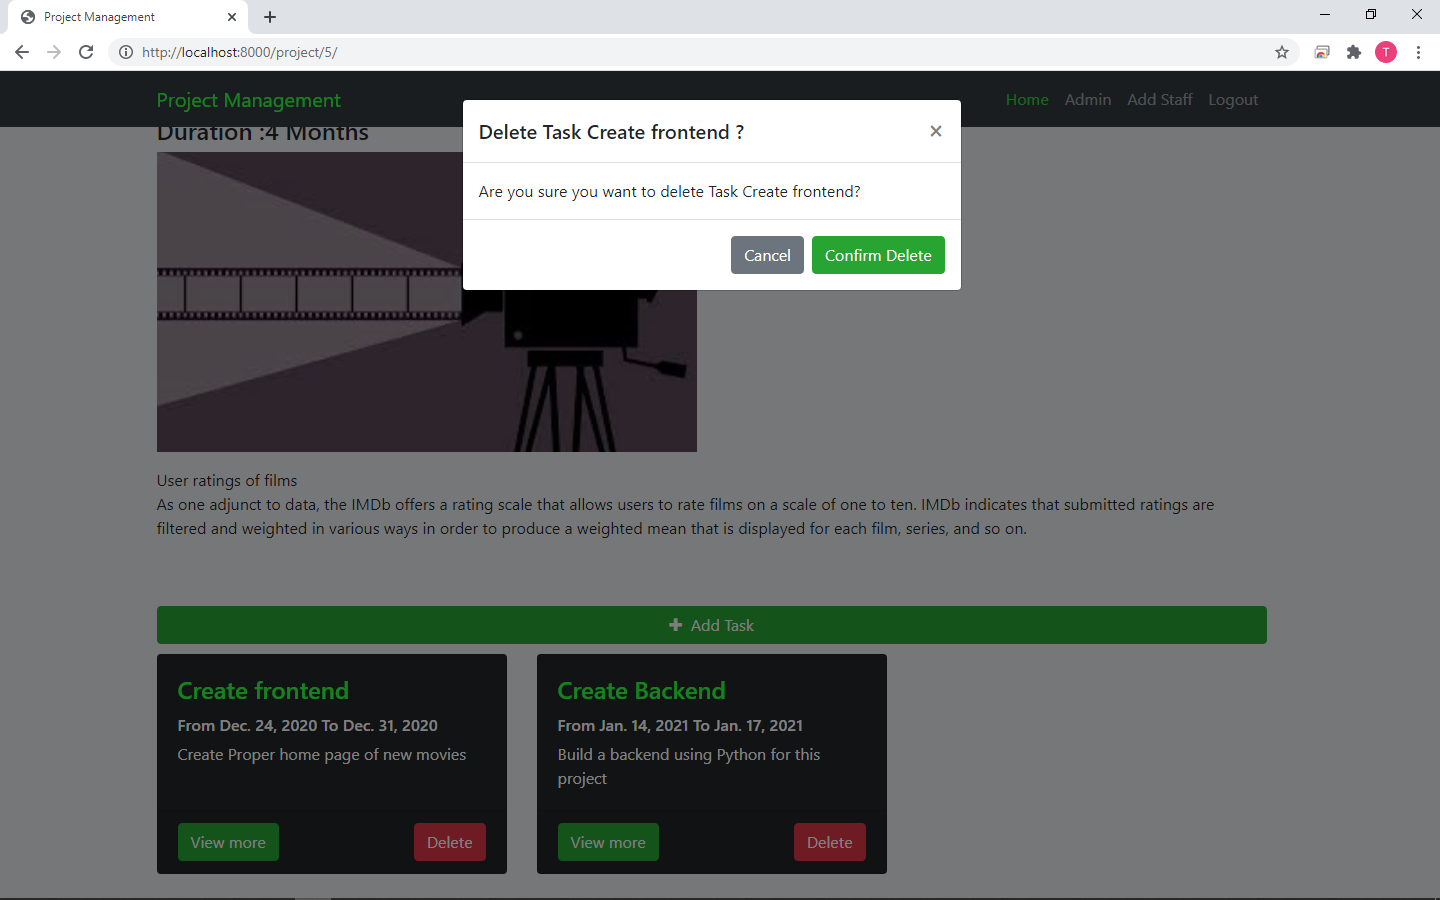 Project Management
http://localhost:8000/project/5/
T
Project Management
Home Admin Add Staff Logout
Duration :4 Months
Delete Task Create frontend ?
×
Are you sure you want to delete Task Create frontend?
Cancel Confirm Delete
User ratings of films
As one adjunct to data, the IMDb offers a rating scale that allows users to rate films on a scale of one to ten. IMDb indicates that submitted ratings are
filtered and weighted in various ways in order to produce a weighted mean that is displayed for each film, series, and so on.
Add Task
Create frontend
From Dec. 24, 2020 To Dec. 31, 2020
Create Proper home page of new movies
View more Delete
Create Backend
From Jan. 14, 2021 To Jan. 17, 2021
Build a backend using Python for this
project
View more Delete